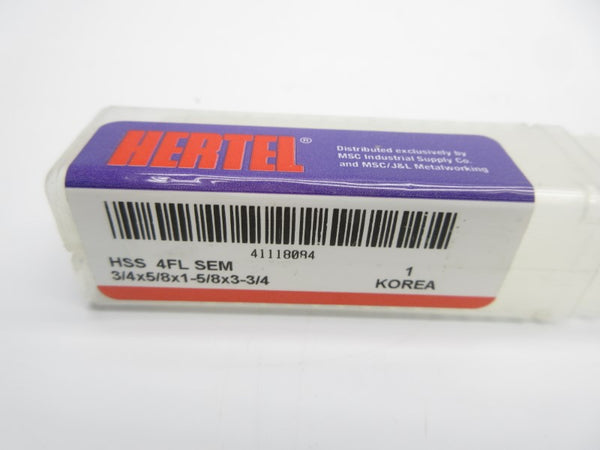 HERTEL®
Distributed exclusively by
MSC Industrial Supply Co.
and MSC/J&L Metalworking
41118094
HSS 4FL SEM 1
3/4x5/8x1-5/8x3-3/4 KOREA